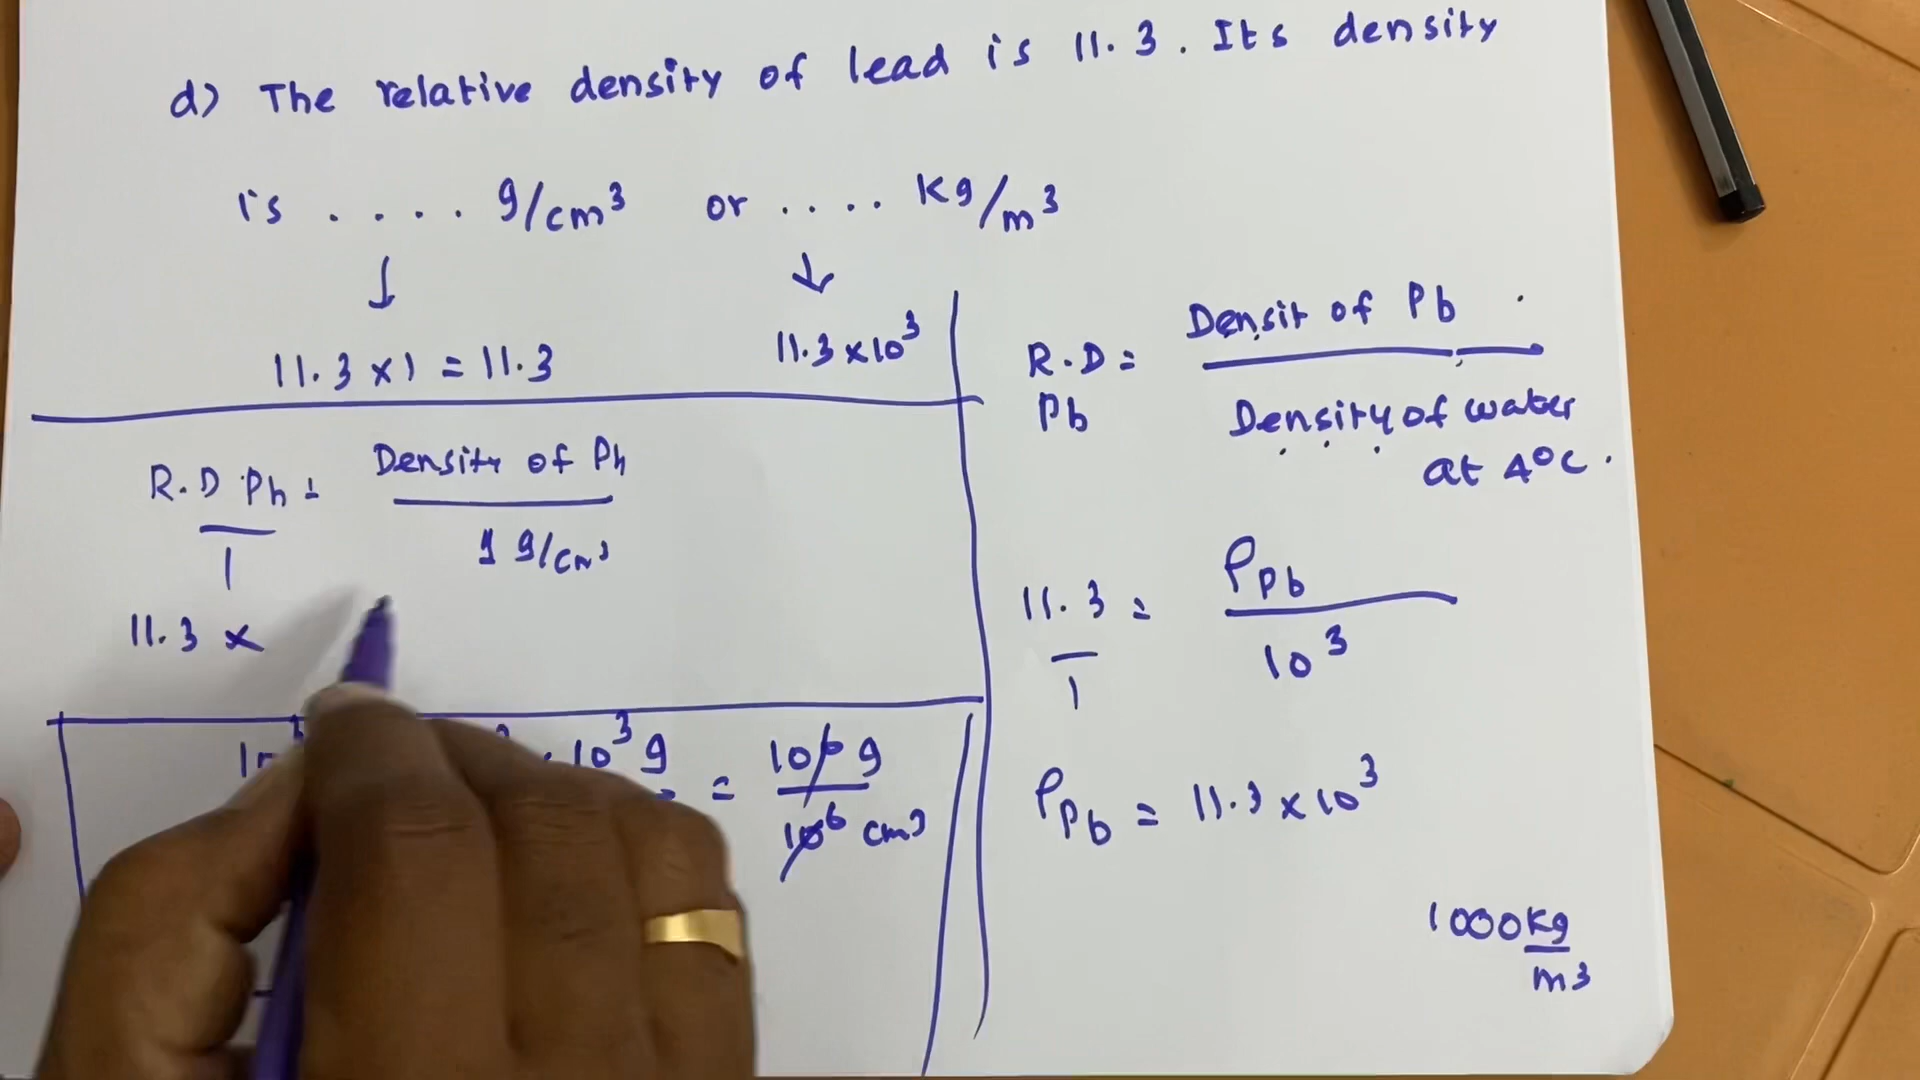 d) The relative density of lead is 11.3. Its density
is .... g/cm³ or .... Kg/m³
↓ ↓
11.3 × 1 = 11.3
11.3 × 10³
R.D Pb = Density of Pb
1 1 g/cm³
11.3 ×
10³ g = 10⁶ g
10⁶ cm³
R.D = Densit of Pb
Pb Density of water
at 4°C.
11.3 = ρPb
1 10³
ρPb = 11.3 × 10³
1000 Kg
m3